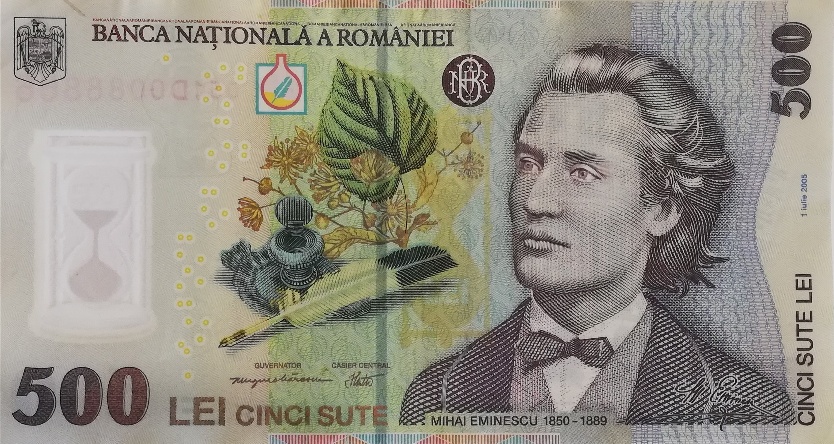 BANCA NAȚIONALĂ A ROMÂNIEI
500
1 iulie 2005
CINCI SUTE LEI
GUVERNATOR
CASIER CENTRAL
500 LEI CINCI SUTE
MIHAI EMINESCU 1850 - 1889